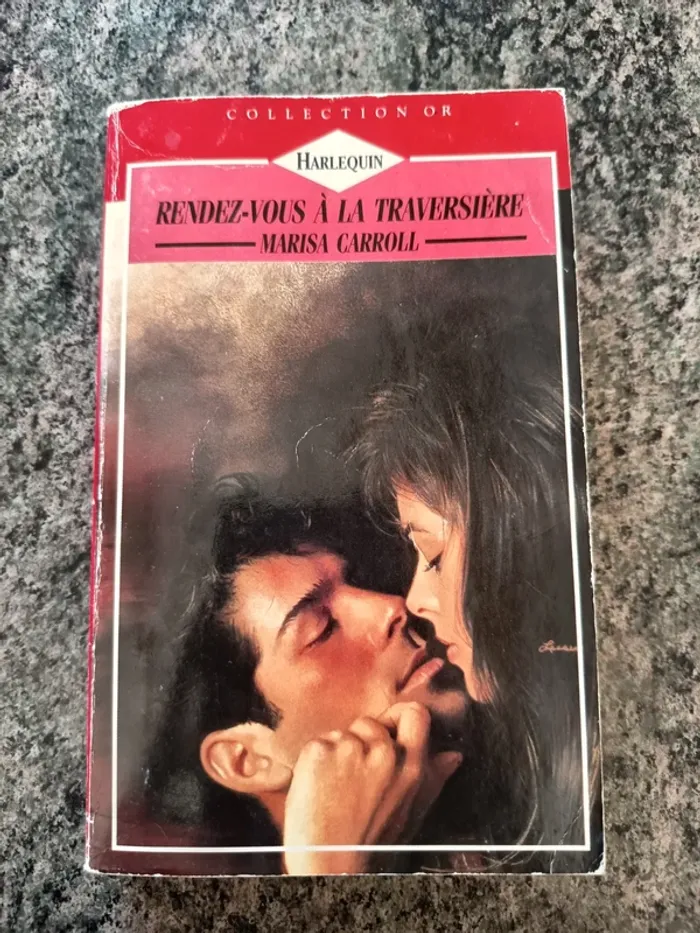 COLLECTION OR
HARLEQUIN
RENDEZ-VOUS À LA TRAVERSIÈRE
MARISA CARROLL